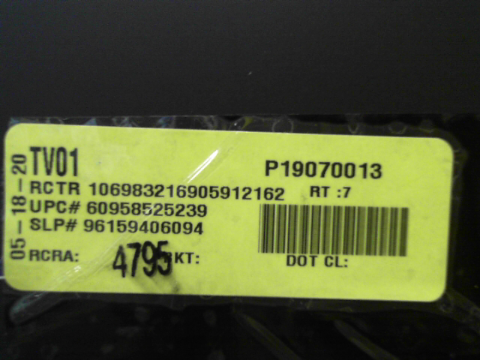 05-18-20
TV01 P19070013
RCTR 106983216905912162 RT :7
UPC# 60958525239
SLP# 96159406094
RCRA: 4795 KT: DOT CL: